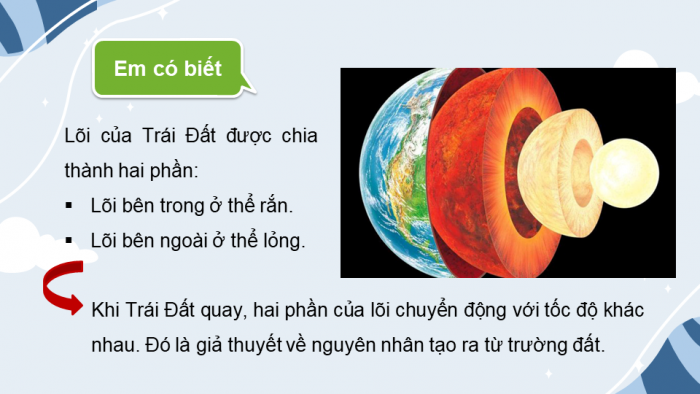 Em có biết
Lõi của Trái Đất được chia
thành hai phần:
▪ Lõi bên trong ở thể rắn.
▪ Lõi bên ngoài ở thể lỏng.
Khi Trái Đất quay, hai phần của lõi chuyển động với tốc độ khác
nhau. Đó là giả thuyết về nguyên nhân tạo ra từ trường đất.